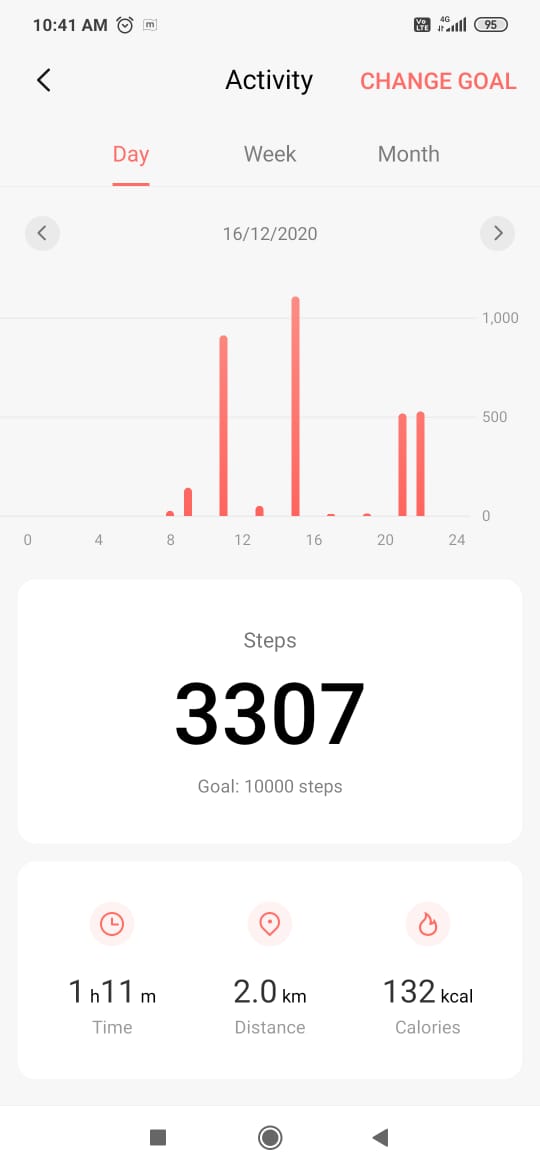 10:41 AM m Vo LTE 4G 95
Activity CHANGE GOAL
Day Week Month
16/12/2020
1,000
500
0
0 4 8 12 16 20 24
Steps
3307
Goal: 10000 steps
1 h 11 m 2.0 km 132 kcal
Time Distance Calories